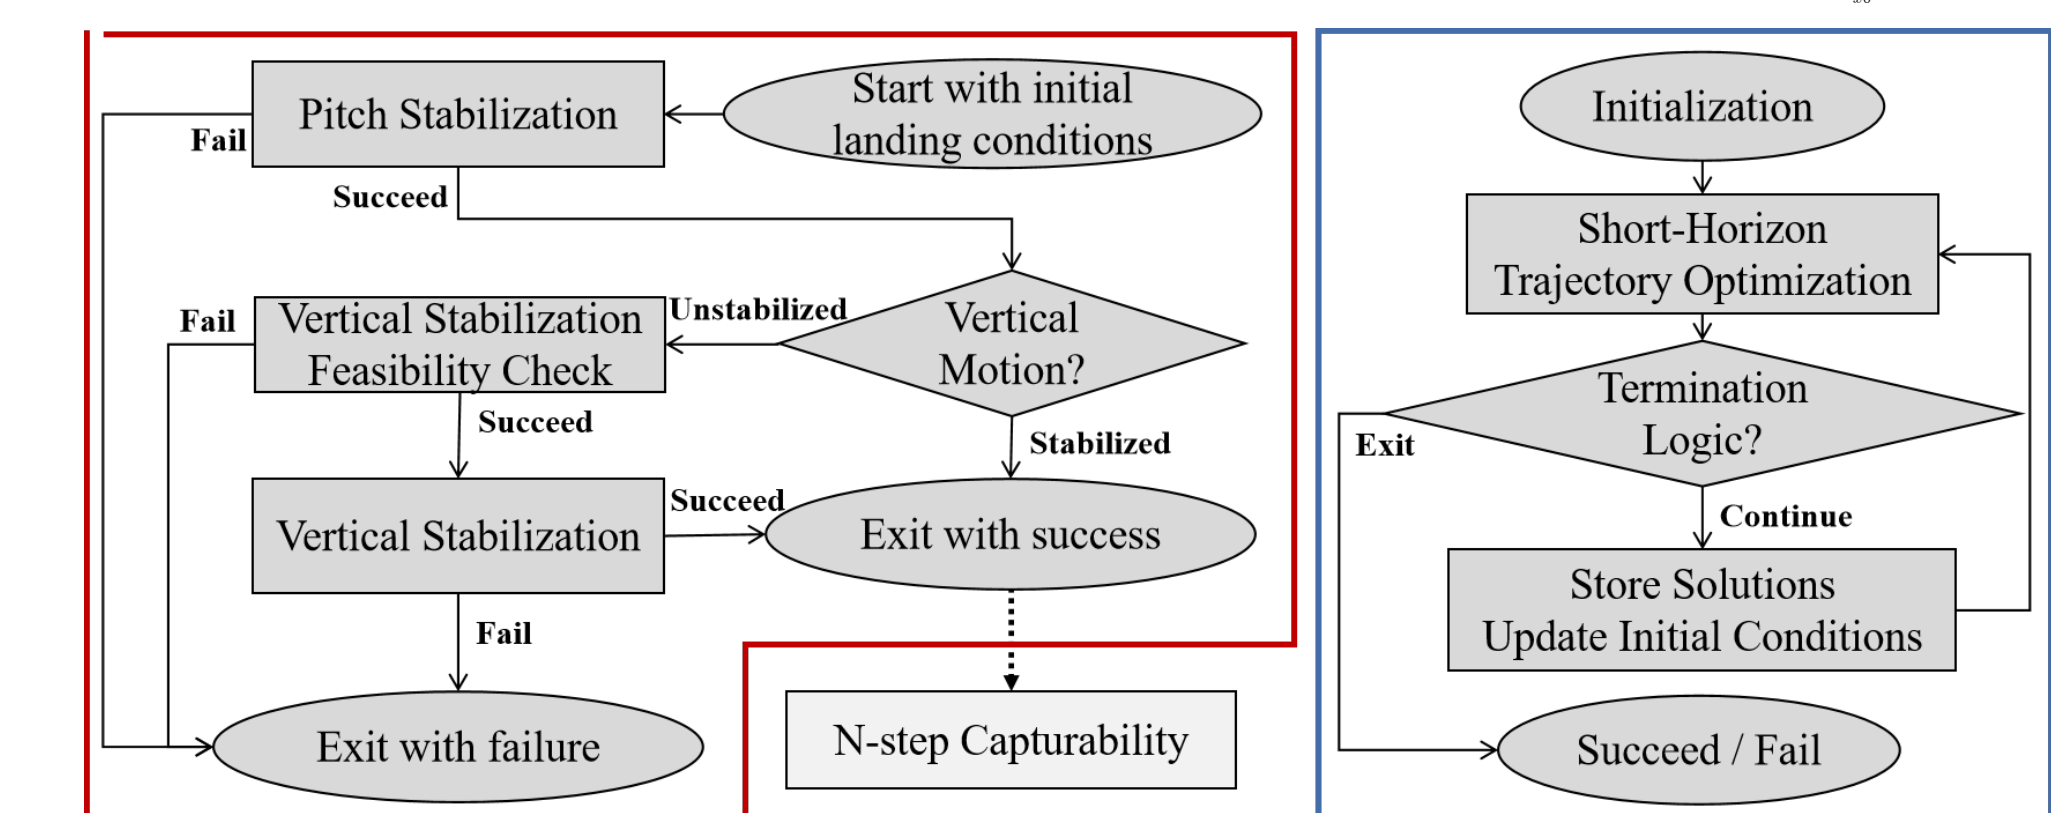 Start with initial
landing conditions
Pitch Stabilization
Fail
Succeed
Vertical
Motion?
Unstabilized
Vertical Stabilization
Feasibility Check
Fail
Succeed
Stabilized
Vertical Stabilization
Succeed
Exit with success
Fail
Exit with failure
N-step Capturability
Initialization
Short-Horizon
Trajectory Optimization
Termination
Logic?
Exit
Continue
Store Solutions
Update Initial Conditions
Succeed / Fail